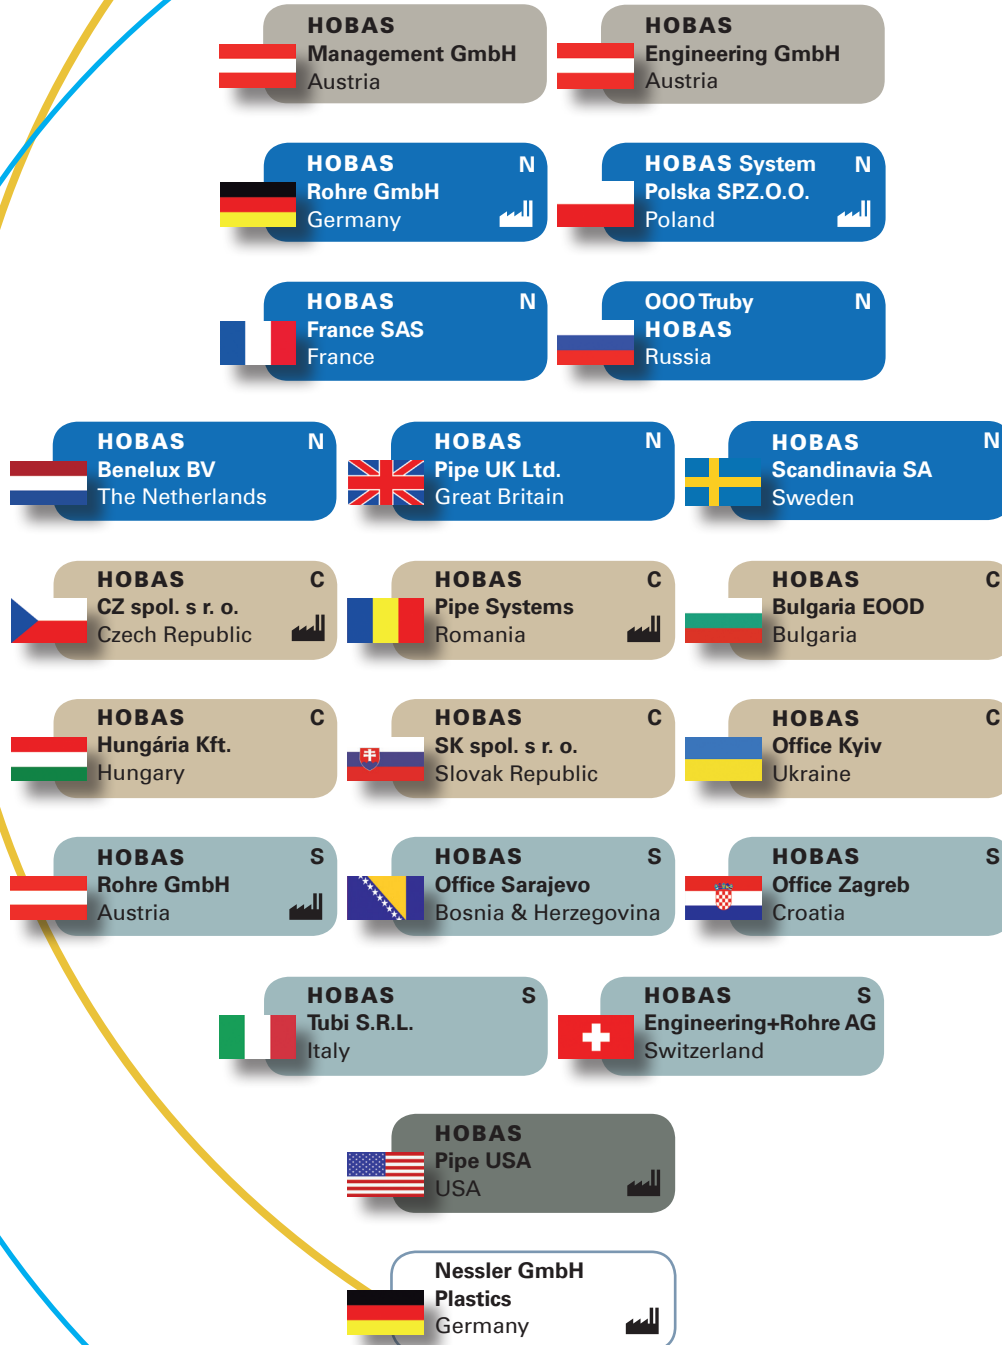 HOBAS
Management GmbH
Austria
HOBAS
Engineering GmbH
Austria
HOBAS N
Rohre GmbH
Germany
HOBAS System N
Polska SP.Z.O.O.
Poland
HOBAS N
France SAS
France
OOO Truby N
HOBAS
Russia
HOBAS N
Benelux BV
The Netherlands
HOBAS N
Pipe UK Ltd.
Great Britain
HOBAS N
Scandinavia SA
Sweden
HOBAS C
CZ spol. s r. o.
Czech Republic
HOBAS C
Pipe Systems
Romania
HOBAS C
Bulgaria EOOD
Bulgaria
HOBAS C
Hungária Kft.
Hungary
HOBAS C
SK spol. s r. o.
Slovak Republic
HOBAS C
Office Kyiv
Ukraine
HOBAS S
Rohre GmbH
Austria
HOBAS S
Office Sarajevo
Bosnia & Herzegovina
HOBAS S
Office Zagreb
Croatia
HOBAS S
Tubi S.R.L.
Italy
HOBAS S
Engineering+Rohre AG
Switzerland
HOBAS
Pipe USA
USA
Nessler GmbH
Plastics
Germany